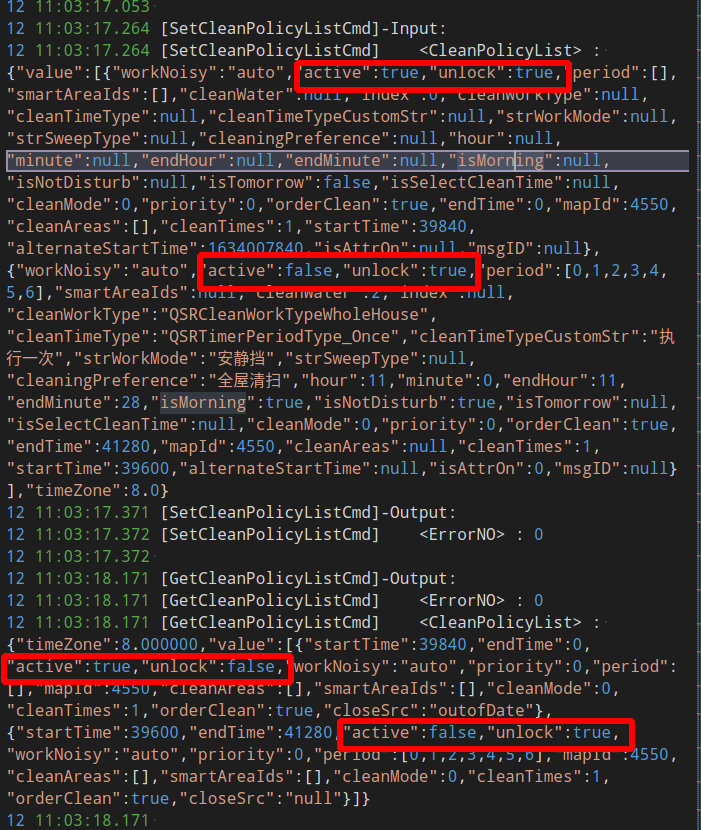 12 11:03:17.053
12 11:03:17.264 [SetCleanPolicyListCmd]-Input:
12 11:03:17.264 [SetCleanPolicyListCmd]    <CleanPolicyList> :
{"value":[{"workNoisy":"auto","active":true,"unlock":true,"period":[],
"smartAreaIds":[],"cleanWater":null,"index":0,"cleanWorkType":null,
"cleanTimeType":null,"cleanTimeTypeCustomStr":null,"strWorkMode":null,
"strSweepType":null,"cleaningPreference":null,"hour":null,
"minute":null,"endHour":null,"endMinute":null,"isMorning":null,
"isNotDisturb":null,"isTomorrow":false,"isSelectCleanTime":null,
"cleanMode":0,"priority":0,"orderClean":true,"endTime":0,"mapId":4550,
"cleanAreas":[],"cleanTimes":1,"startTime":39840,
"alternateStartTime":1634007840,"isAttrOn":null,"msgID":null},
{"workNoisy":"auto","active":false,"unlock":true,"period":[0,1,2,3,4,
5,6],"smartAreaIds":null,"cleanWater":2,"index":null,
"cleanWorkType":"QSRCleanWorkTypeWholeHouse",
"cleanTimeType":"QSRTimerPeriodType_Once","cleanTimeTypeCustomStr":"执
行一次","strWorkMode":"安静挡","strSweepType":null,
"cleaningPreference":"全屋清扫","hour":11,"minute":0,"endHour":11,
"endMinute":28,"isMorning":true,"isNotDisturb":true,"isTomorrow":null,
"isSelectCleanTime":null,"cleanMode":0,"priority":0,"orderClean":true,
"endTime":41280,"mapId":4550,"cleanAreas":null,"cleanTimes":1,
"startTime":39600,"alternateStartTime":null,"isAttrOn":0,"msgID":null}
],"timeZone":8.0}
12 11:03:17.371 [SetCleanPolicyListCmd]-Output:
12 11:03:17.372 [SetCleanPolicyListCmd]    <ErrorNO> : 0
12 11:03:17.372
12 11:03:18.171 [GetCleanPolicyListCmd]-Output:
12 11:03:18.171 [GetCleanPolicyListCmd]    <ErrorNO> : 0
12 11:03:18.171 [GetCleanPolicyListCmd]    <CleanPolicyList> :
{"timeZone":8.000000,"value":[{"startTime":39840,"endTime":0,
"active":true,"unlock":false,"workNoisy":"auto","priority":0,"period":
[],"mapId":4550,"cleanAreas":[],"smartAreaIds":[],"cleanMode":0,
"cleanTimes":1,"orderClean":true,"closeSrc":"outofDate"},
{"startTime":39600,"endTime":41280,"active":false,"unlock":true,
"workNoisy":"auto","priority":0,"period":[0,1,2,3,4,5,6],"mapId":4550,
"cleanAreas":[],"smartAreaIds":[],"cleanMode":0,"cleanTimes":1,
"orderClean":true,"closeSrc":"null"}]}
12 11:03:18.171